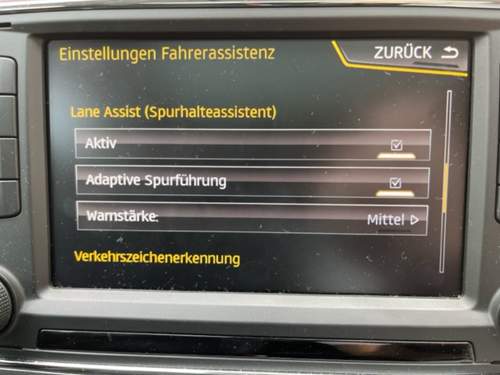 Einstellungen Fahrerassistenz
ZURÜCK
Lane Assist (Spurhalteassistent)
Aktiv
Adaptive Spurführung
Warnstärke: Mittel
Verkehrszeichenerkennung